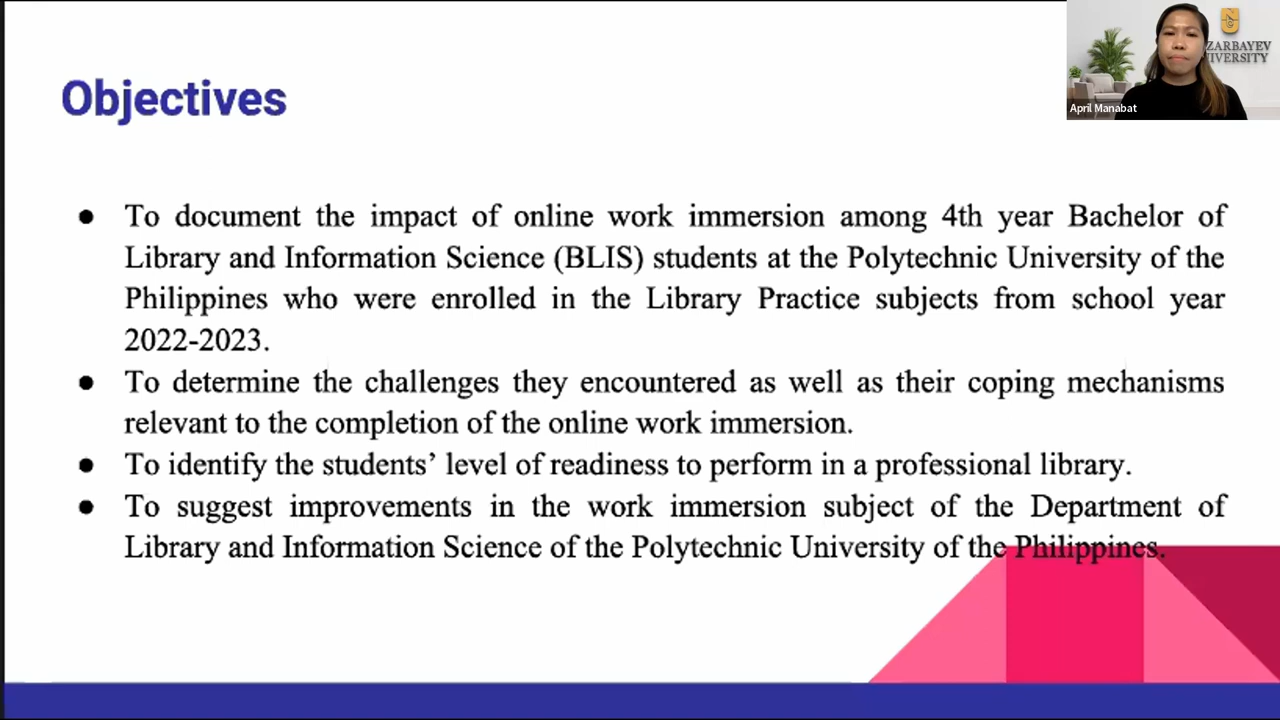 Objectives
ZARBAYEV
IVERSITY
April Manabat
● To document the impact of online work immersion among 4th year Bachelor of
Library and Information Science (BLIS) students at the Polytechnic University of the
Philippines who were enrolled in the Library Practice subjects from school year
2022-2023.
● To determine the challenges they encountered as well as their coping mechanisms
relevant to the completion of the online work immersion.
● To identify the students’ level of readiness to perform in a professional library.
● To suggest improvements in the work immersion subject of the Department of
Library and Information Science of the Polytechnic University of the Philippines.